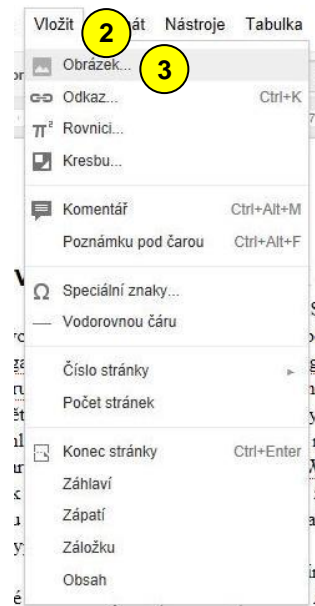 Vložit 2 át Nástroje Tabulka
Obrázek... 3
Odkaz... Ctrl+K
π² Rovnici...
Kresbu...
Komentář Ctrl+Alt+M
Poznámku pod čarou Ctrl+Alt+F
Ω Speciální znaky...
Vodorovnou čáru
Číslo stránky
Počet stránek
Konec stránky Ctrl+Enter
Záhlaví
Zápatí
Záložku
Obsah